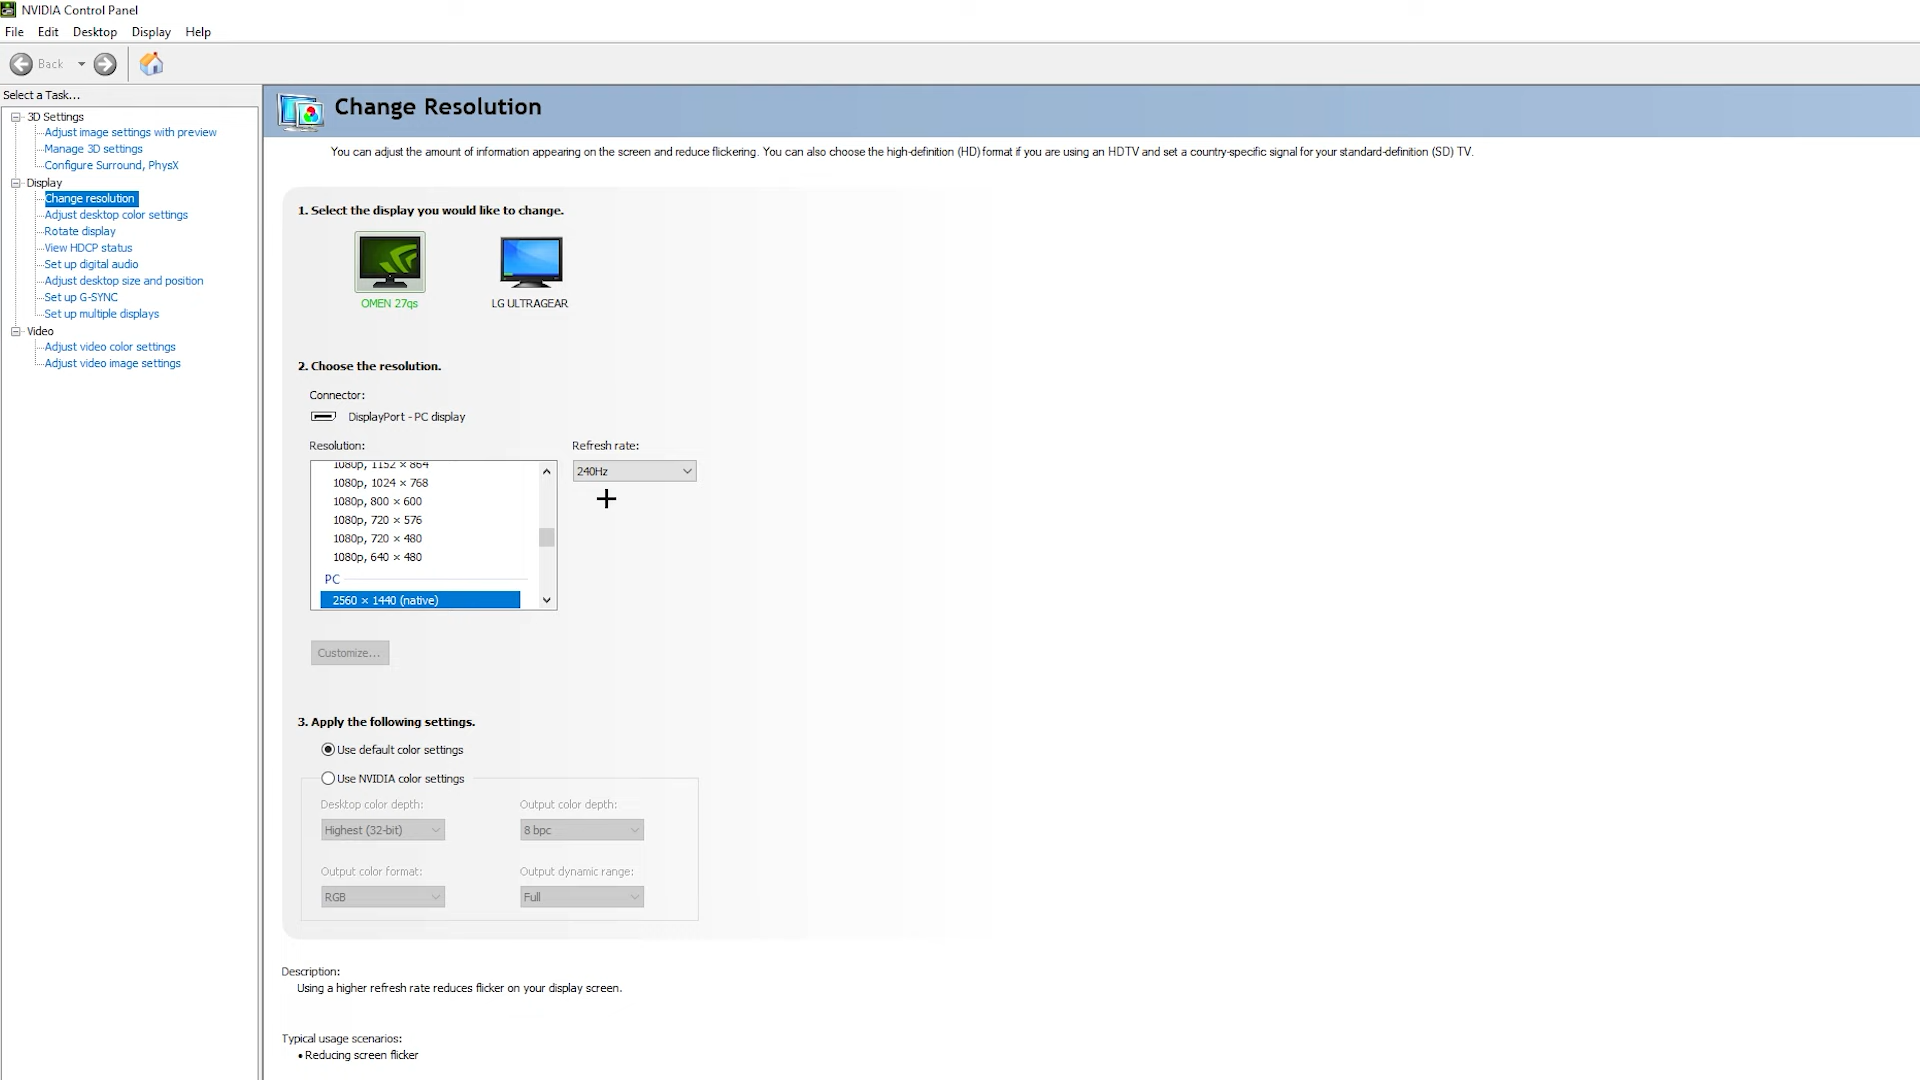 NVIDIA Control Panel
File Edit Desktop Display Help
Back
Select a Task...
3D Settings
Adjust image settings with preview
Manage 3D settings
Configure Surround, PhysX
Display
Change resolution
Adjust desktop color settings
Rotate display
View HDCP status
Set up digital audio
Adjust desktop size and position
Set up G-SYNC
Set up multiple displays
Video
Adjust video color settings
Adjust video image settings
Change Resolution
You can adjust the amount of information appearing on the screen and reduce flickering. You can also choose the high-definition (HD) format if you are using an HDTV and set a country-specific signal for your standard-definition (SD) TV.
1. Select the display you would like to change.
OMEN 27qs LG ULTRAGEAR
2. Choose the resolution.
Connector:
DisplayPort - PC display
Resolution: Refresh rate:
1080p, 1152 × 864
240Hz
1080p, 1024 × 768
1080p, 800 × 600
1080p, 720 × 576
1080p, 720 × 480
1080p, 640 × 480
PC
2560 × 1440 (native)
Customize...
3. Apply the following settings.
Use default color settings
Use NVIDIA color settings
Desktop color depth: Output color depth:
Highest (32-bit) 8 bpc
Output color format: Output dynamic range:
RGB Full
Description:
Using a higher refresh rate reduces flicker on your display screen.
Typical usage scenarios:
• Reducing screen flicker